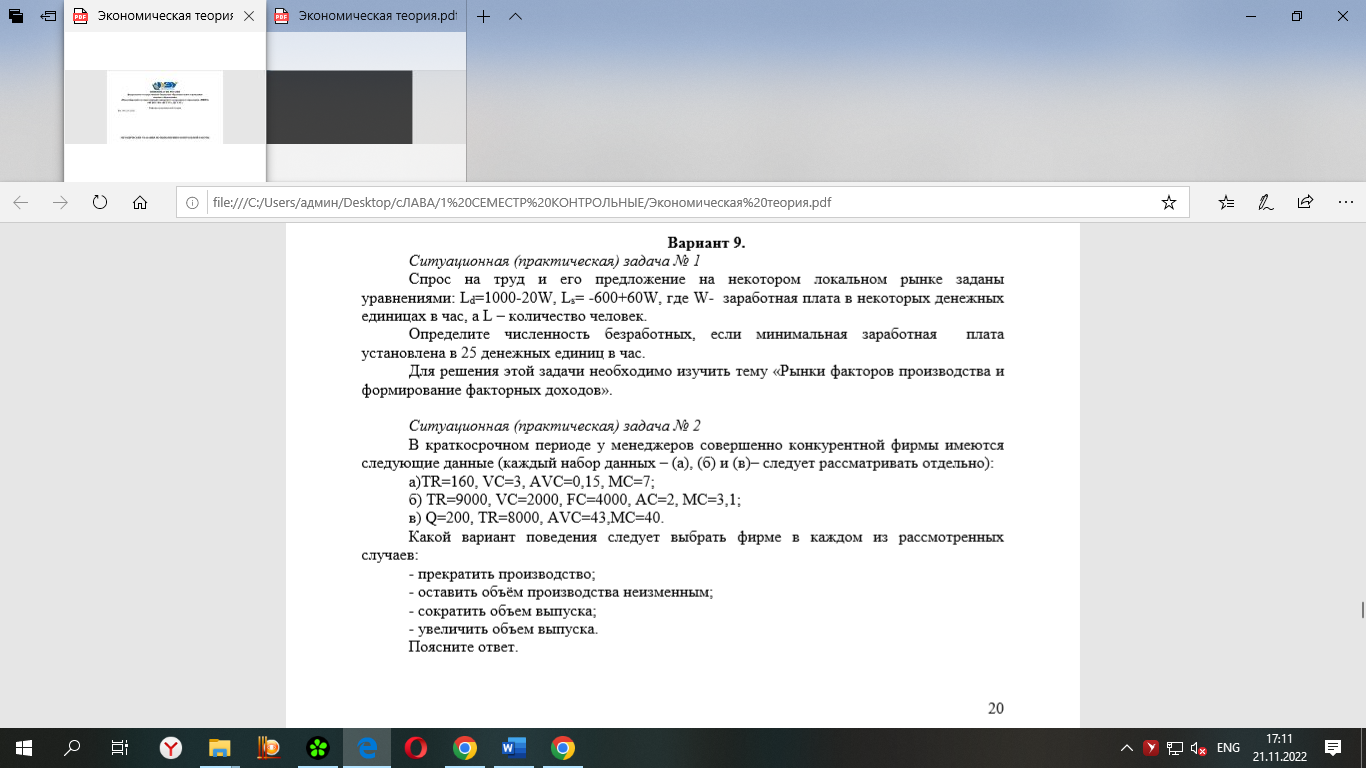 Экономическая теория
Экономическая теория.pdf
file:///C:/Users/админ/Desktop/сЛАВА/1%20СЕМЕСТР%20КОНТРОЛЬНЫЕ/Экономическая%20теория.pdf
Вариант 9.
Ситуационная (практическая) задача № 1
Спрос на труд и его предложение на некотором локальном рынке заданы
уравнениями: Ld=1000-20W, Ls= -600+60W, где W- заработная плата в некоторых денежных
единицах в час, а L – количество человек.
Определите численность безработных, если минимальная заработная плата
установлена в 25 денежных единиц в час.
Для решения этой задачи необходимо изучить тему «Рынки факторов производства и
формирование факторных доходов».
Ситуационная (практическая) задача № 2
В краткосрочном периоде у менеджеров совершенно конкурентной фирмы имеются
следующие данные (каждый набор данных – (а), (б) и (в)– следует рассматривать отдельно):
а)TR=160, VC=3, AVC=0,15, MC=7;
б) TR=9000, VC=2000, FC=4000, AC=2, MC=3,1;
в) Q=200, TR=8000, AVC=43,MC=40.
Какой вариант поведения следует выбрать фирме в каждом из рассмотренных
случаев:
- прекратить производство;
- оставить объём производства неизменным;
- сократить объем выпуска;
- увеличить объем выпуска.
Поясните ответ.
20
ENG
17:11
21.11.2022